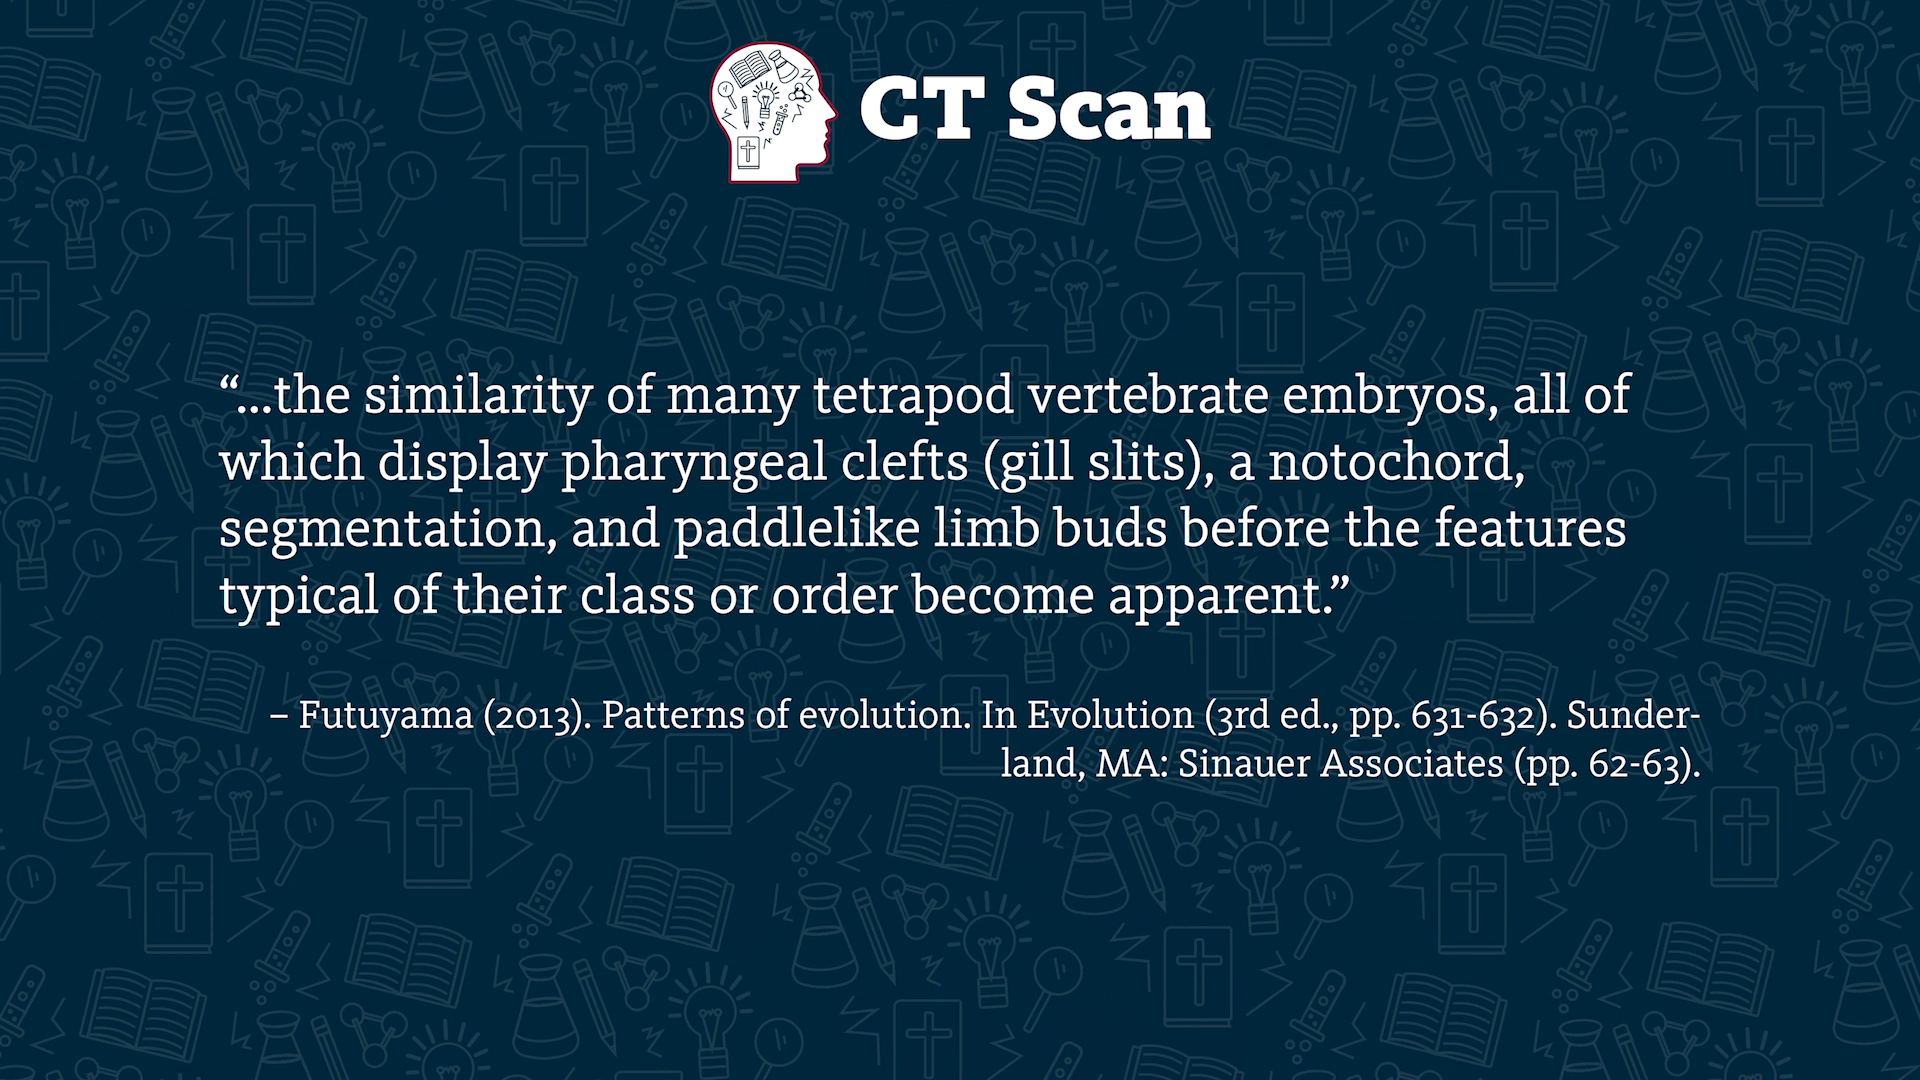 CT Scan
“...the similarity of many tetrapod vertebrate embryos, all of
which display pharyngeal clefts (gill slits), a notochord,
segmentation, and paddlelike limb buds before the features
typical of their class or order become apparent.”
– Futuyama (2013). Patterns of evolution. In Evolution (3rd ed., pp. 631-632). Sunder-
land, MA: Sinauer Associates (pp. 62-63).